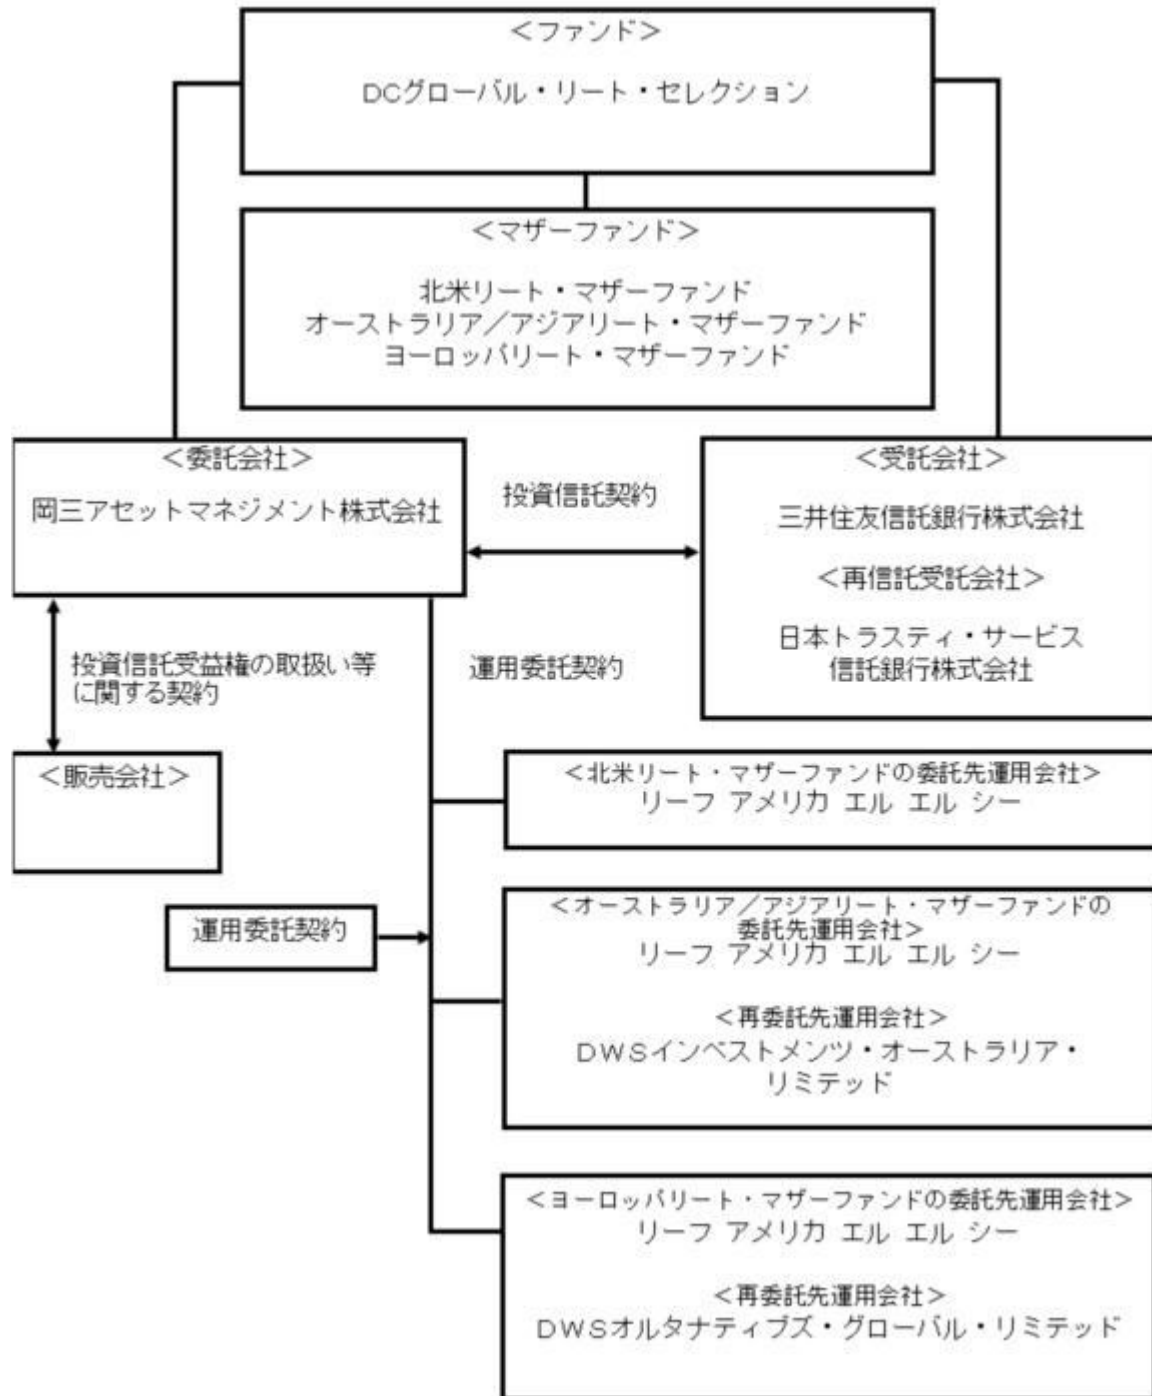 ＜ファンド＞
DCグローバル・リート・セレクション
＜マザーファンド＞
北米リート・マザーファンド
オーストラリア／アジアリート・マザーファンド
ヨーロッパリート・マザーファンド
＜委託会社＞
岡三アセットマネジメント株式会社
投資信託契約
＜受託会社＞
三井住友信託銀行株式会社
＜再信託受託会社＞
日本トラスティ・サービス
信託銀行株式会社
投資信託受益権の取扱い等
に関する契約
運用委託契約
＜販売会社＞
＜北米リート・マザーファンドの委託先運用会社＞
リーフ アメリカ エル エル シー
運用委託契約
＜オーストラリア／アジアリート・マザーファンドの
委託先運用会社＞
リーフ アメリカ エル エル シー
＜再委託先運用会社＞
DWSインベストメンツ・オーストラリア・
リミテッド
＜ヨーロッパリート・マザーファンドの委託先運用会社＞
リーフ アメリカ エル エル シー
＜再委託先運用会社＞
DWSオルタナティブズ・グローバル・リミテッド